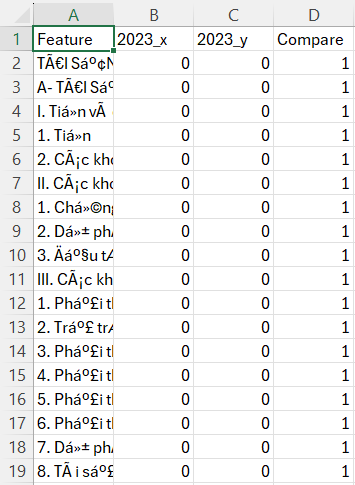 A B C D
1 Feature 2023_x 2023_y Compare
2 TÃ€I Sáº¢N 0 0 1
3 A- TÃ€I Sáº¢ 0 0 1
4 I. Tiá»n vÃ 0 0 1
5 1. Tiá»n 0 0 1
6 2. CÃ¡c kho 0 0 1
7 II. CÃ¡c kho 0 0 1
8 1. Chá»©ng 0 0 1
9 2. Dá»± phÃ 0 0 1
10 3. Äáº§u tÆ 0 0 1
11 III. CÃ¡c kh 0 0 1
12 1. Pháº£i th 0 0 1
13 2. Tráº£ trÆ 0 0 1
14 3. Pháº£i th 0 0 1
15 4. Pháº£i th 0 0 1
16 5. Pháº£i th 0 0 1
17 6. Pháº£i th 0 0 1
18 7. Dá»± phÃ 0 0 1
19 8. TÃ i sáº£ 0 0 1